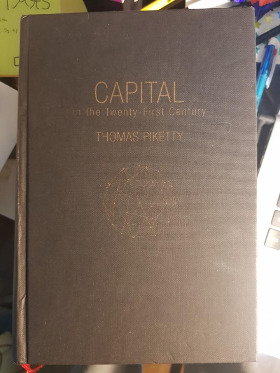 CAPITAL
in the Twenty-First Century
THOMAS PIKETTY